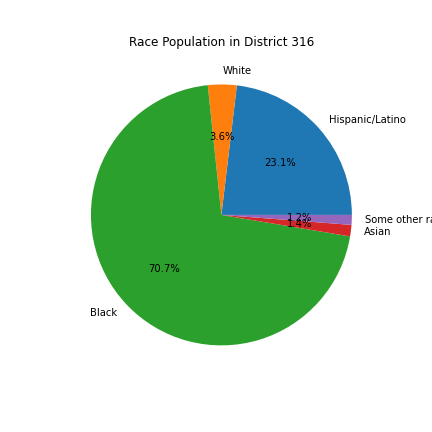 Race Population in District 316
White
Hispanic/Latino
3.6%
23.1%
1.2%
Some other ra
1.4%
Asian
70.7%
Black